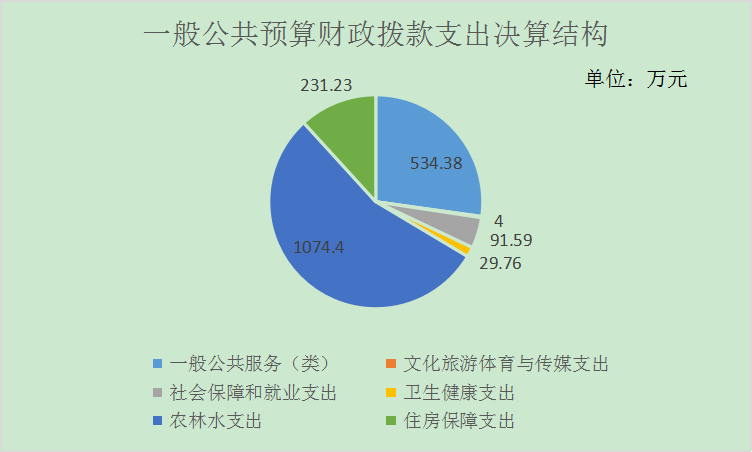 一般公共预算财政拨款支出决算结构
单位：万元
231.23
534.38
4
91.59
1074.4
29.76
一般公共服务（类）
文化旅游体育与传媒支出
社会保障和就业支出
卫生健康支出
农林水支出
住房保障支出